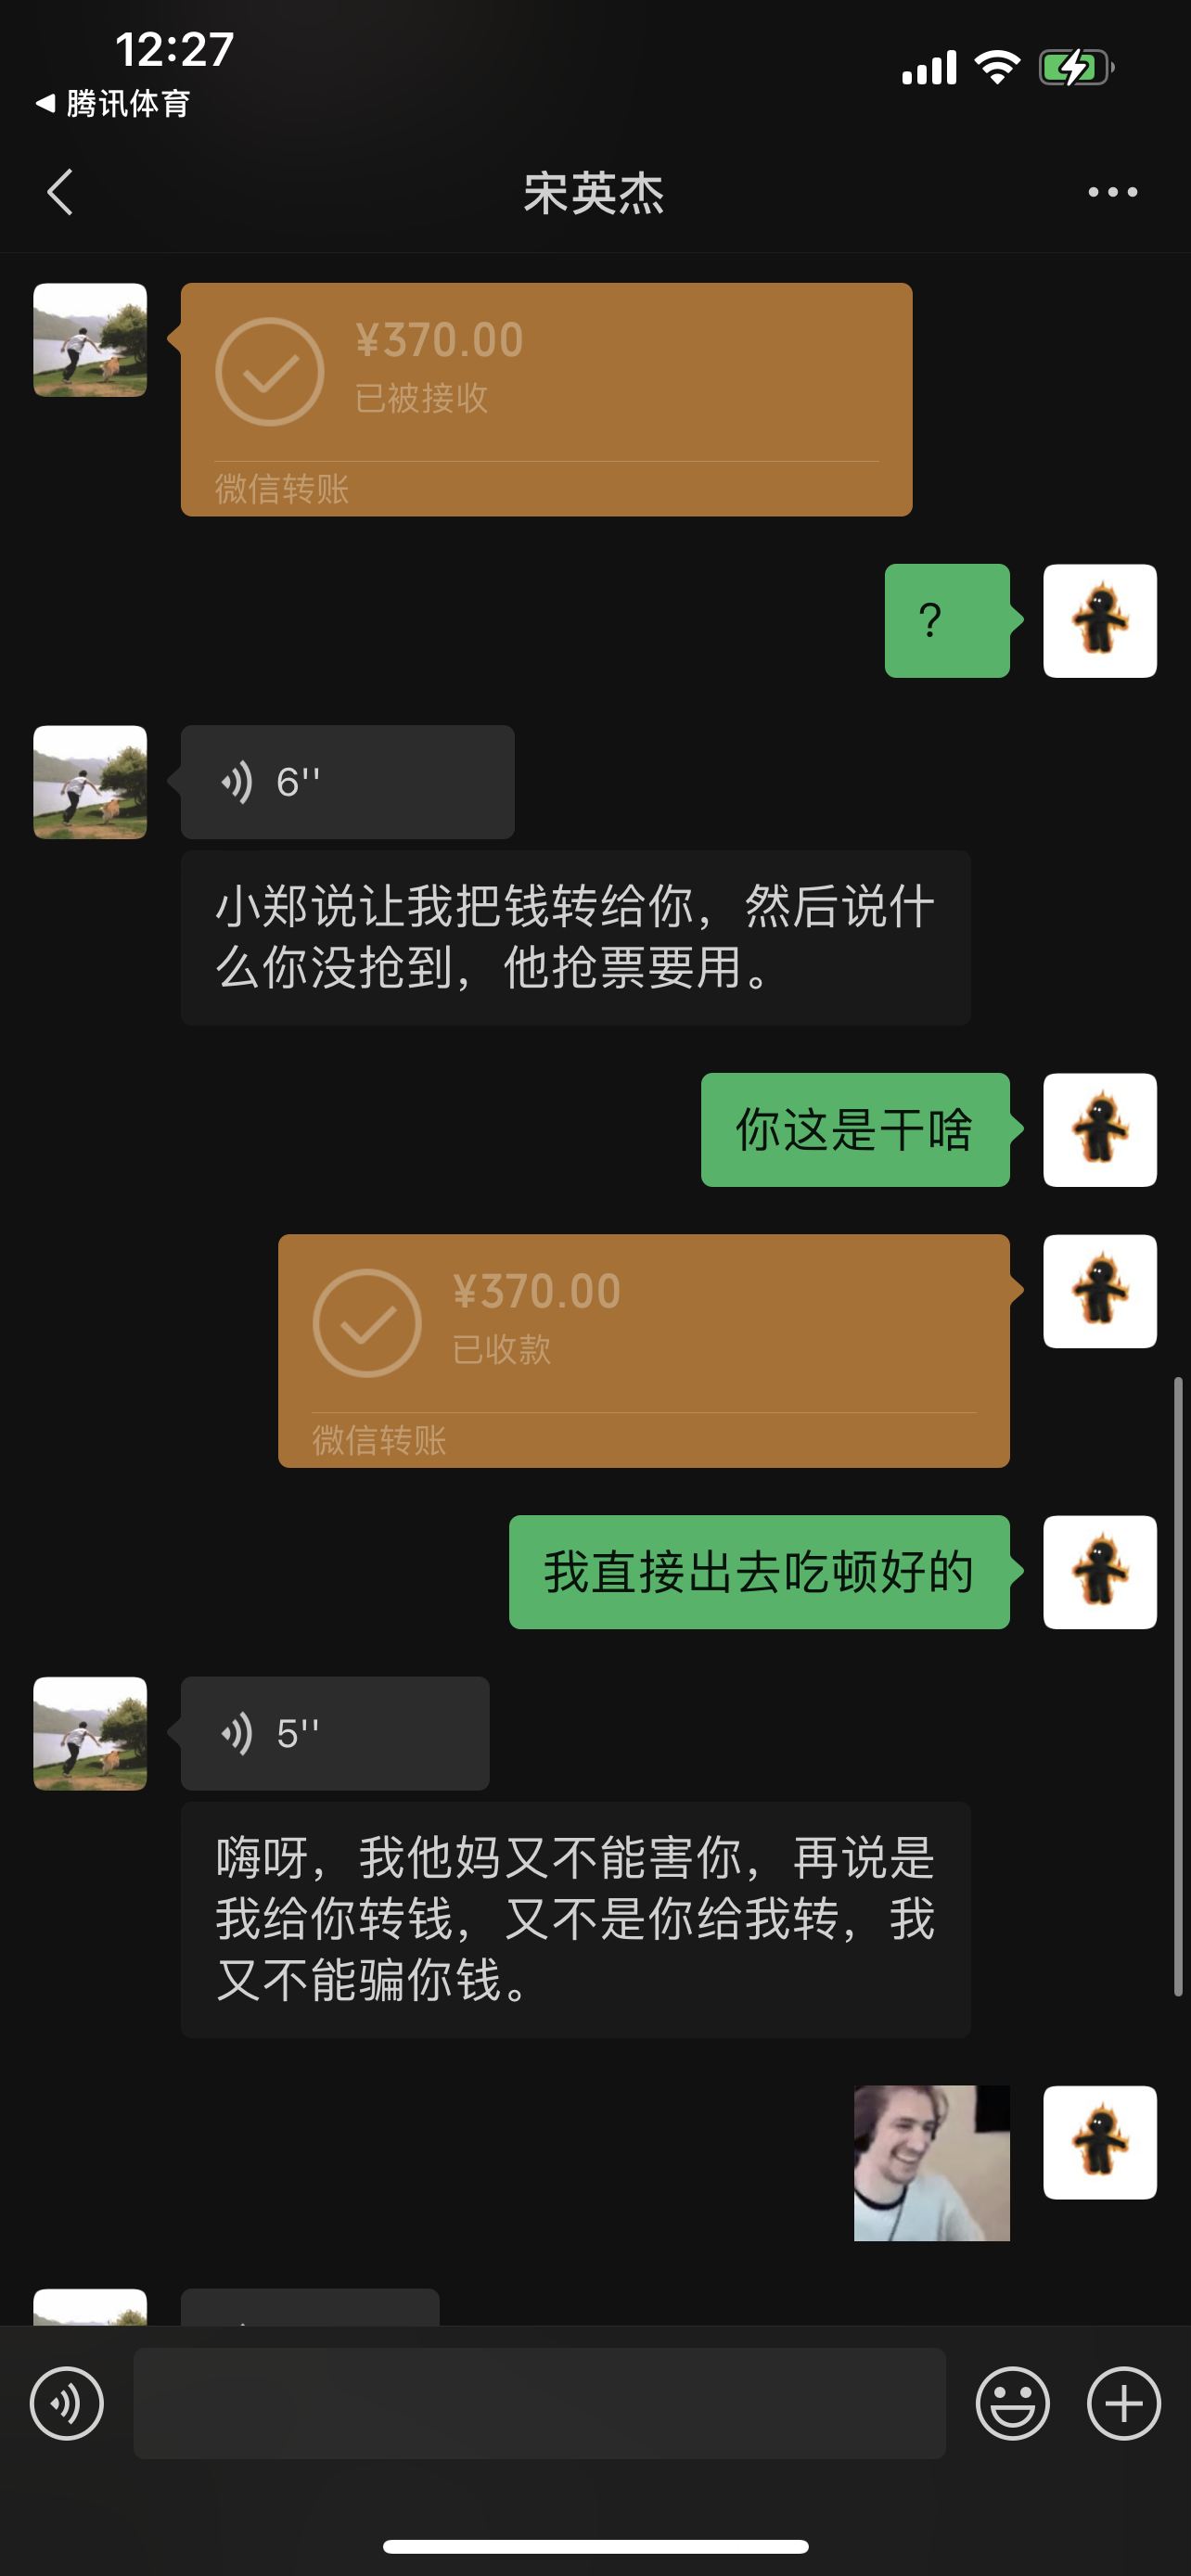 12:27
腾讯体育
宋英杰
¥370.00
已被接收
微信转账
?
6''
小郑说让我把钱转给你，然后说什
么你没抢到，他抢票要用。
你这是干啥
¥370.00
已收款
微信转账
我直接出去吃顿好的
5''
嗨呀，我他妈又不能害你，再说是
我给你转钱，又不是你给我转，我
又不能骗你钱。